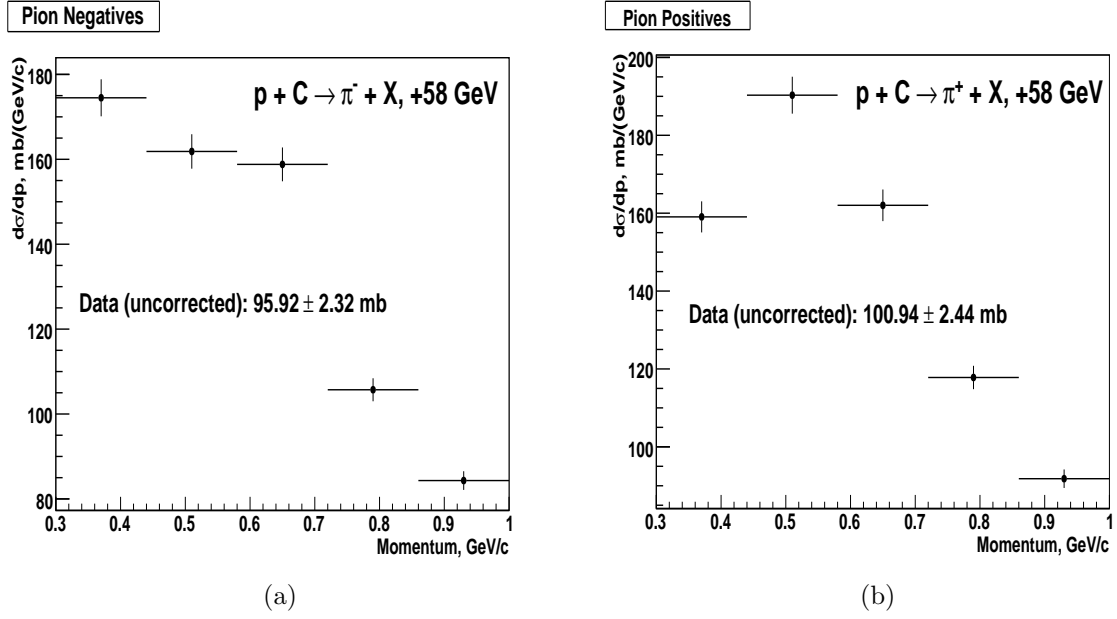 Pion Negatives
dσ/dp, mb/(GeV/c)
180
160
140
120
100
80
p + C → π⁻ + X, +58 GeV
Data (uncorrected): 95.92 ± 2.32 mb
0.3 0.4 0.5 0.6 0.7 0.8 0.9 1
Momentum, GeV/c
(a)
Pion Positives
dσ/dp, mb/(GeV/c)
200
180
160
140
120
100
p + C → π⁺ + X, +58 GeV
Data (uncorrected): 100.94 ± 2.44 mb
0.3 0.4 0.5 0.6 0.7 0.8 0.9 1
Momentum, GeV/c
(b)